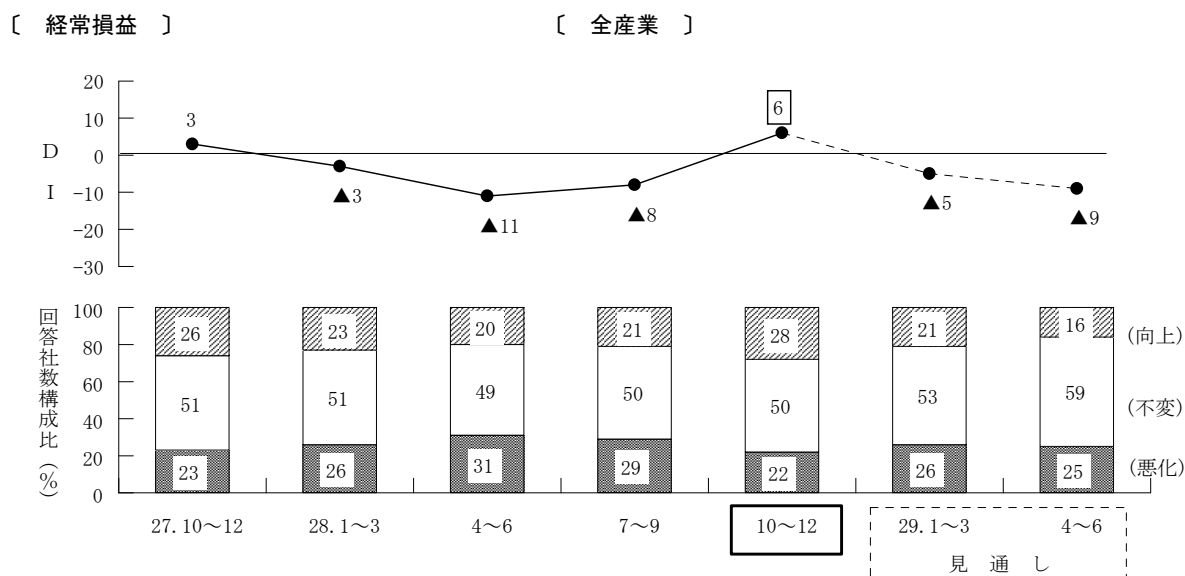 〔 経常損益 〕 〔 全産業 〕
20
10
0
-10
-20
-30
D
I
3
▲3
▲11
▲8
6
▲5
▲9
回答社数構成比(%)
100
80
60
40
20
0
26 23 20 21 28 21 16 (向上)
51 51 49 50 50 53 59 (不変)
23 26 31 29 22 26 25 (悪化)
27.10～12 28.1～3 4～6 7～9 10～12 29.1～3 4～6
見 通 し